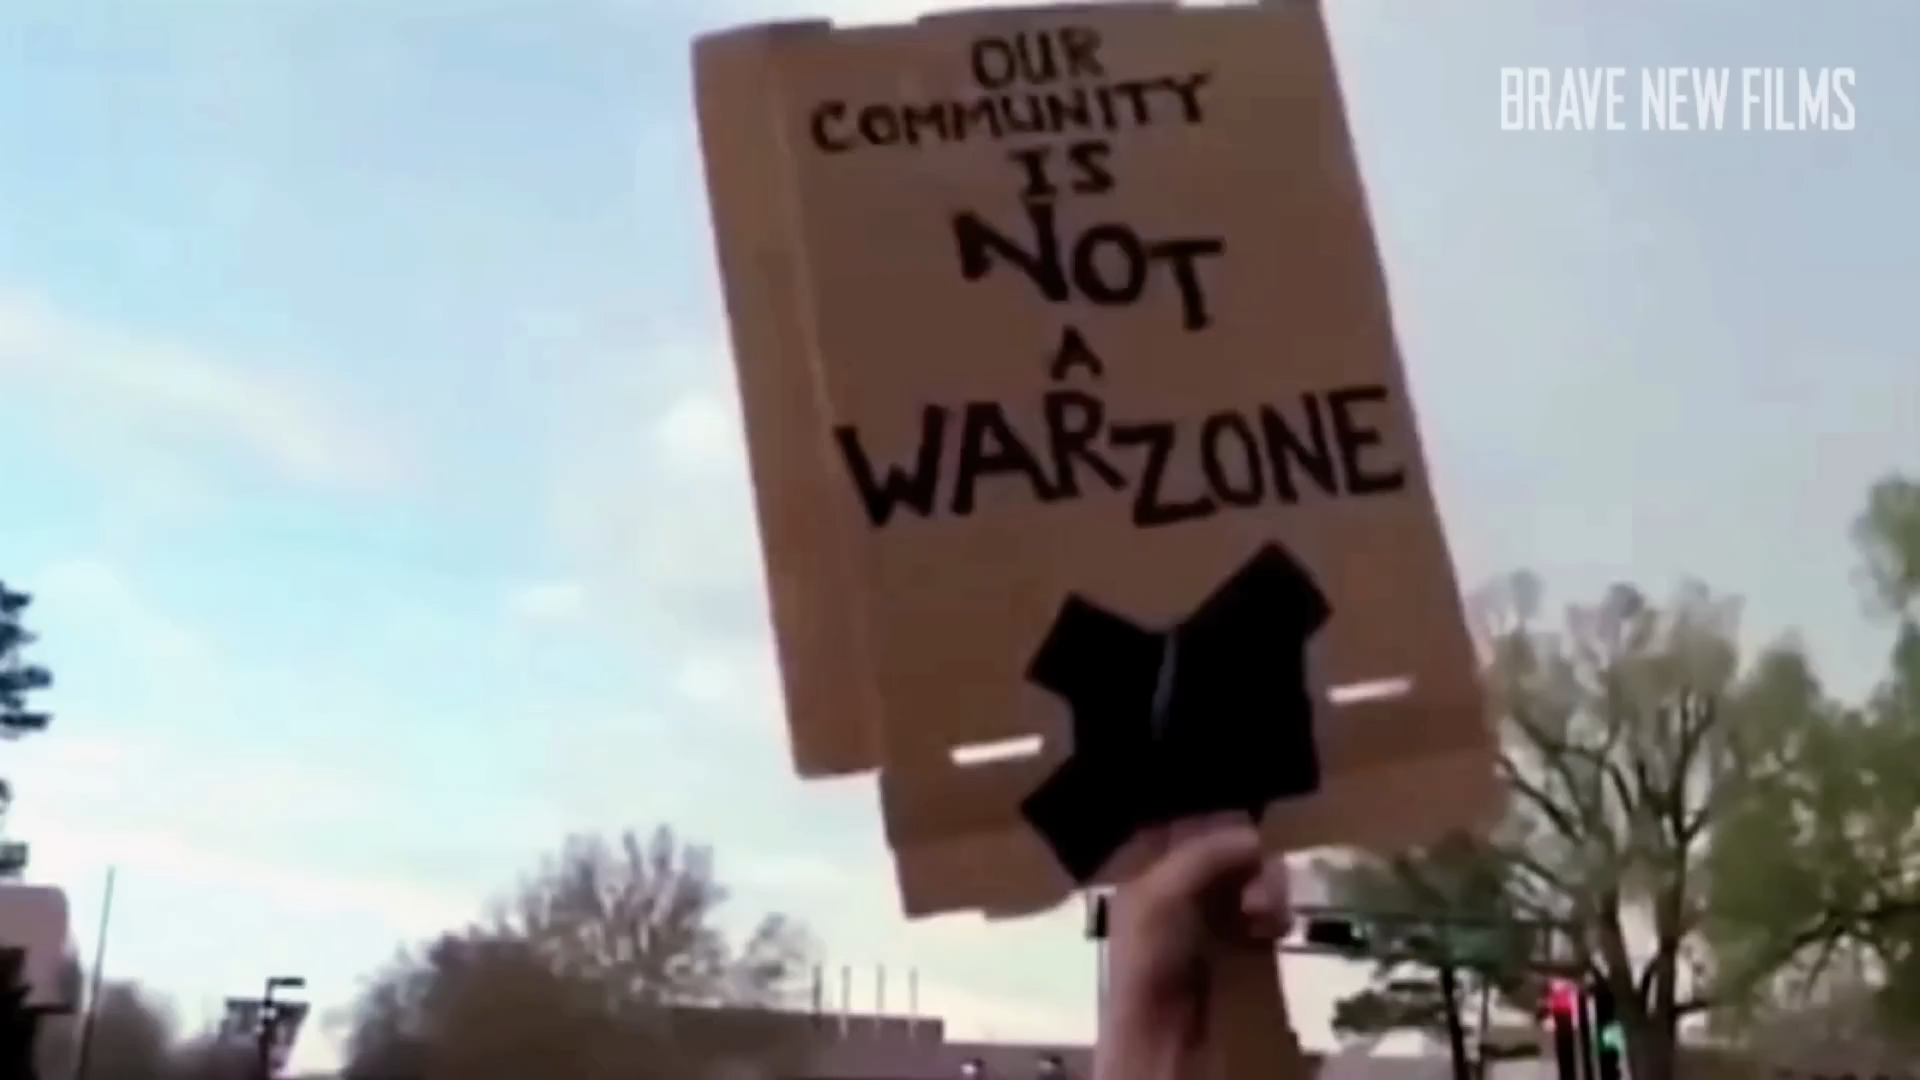 BRAVE NEW FILMS
OUR
COMMUNITY
IS
NOT
A
WARZONE